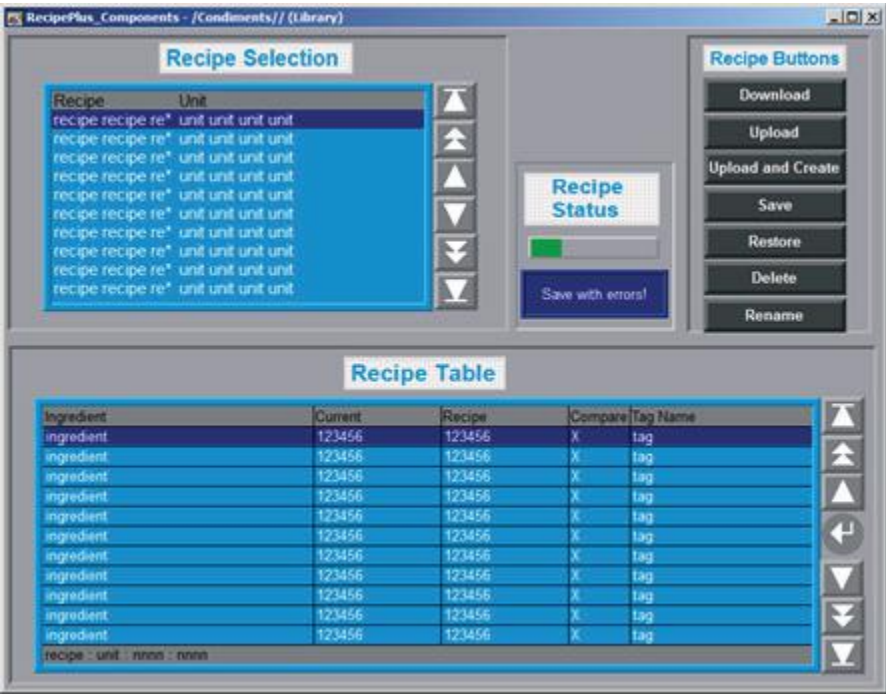 RecipePlus_Components - /Condiments// (Library)
Recipe Selection
Recipe Unit
recipe recipe re* unit unit unit unit
recipe recipe re* unit unit unit unit
recipe recipe re* unit unit unit unit
recipe recipe re* unit unit unit unit
recipe recipe re* unit unit unit unit
recipe recipe re* unit unit unit unit
recipe recipe re* unit unit unit unit
recipe recipe re* unit unit unit unit
recipe recipe re* unit unit unit unit
recipe recipe re* unit unit unit unit
Recipe
Status
Save with errors!
Recipe Buttons
Download
Upload
Upload and Create
Save
Restore
Delete
Rename
Recipe Table
Ingredient Current Recipe Compare Tag Name
ingredient 123456 123456 X tag
ingredient 123456 123456 X tag
ingredient 123456 123456 X tag
ingredient 123456 123456 X tag
ingredient 123456 123456 X tag
ingredient 123456 123456 X tag
ingredient 123456 123456 X tag
ingredient 123456 123456 X tag
ingredient 123456 123456 X tag
ingredient 123456 123456 X tag
ingredient 123456 123456 X tag
recipe : unit : nnnn : nnnn